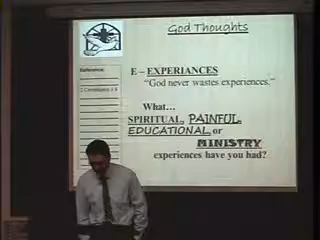 God Thoughts
Reference:
E – EXPERIANCES
"God never wastes experiences."
2 Corinthians 1:4
What...
SPIRITUAL, PAINFUL,
EDUCATIONAL, or
MINISTRY
experiences have you had?